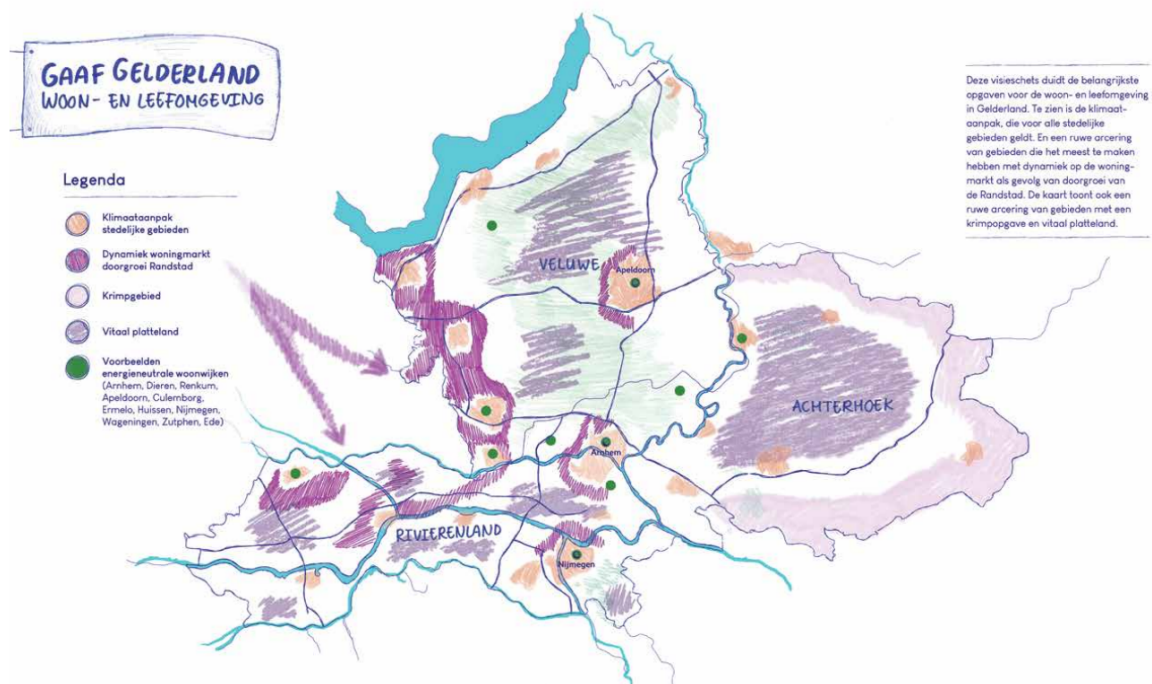 GAAF GELDERLAND
WOON- EN LEEFOMGEVING
Deze visieschets duidt de belangrijkste
opgaven voor de woon- en leefomgeving
in Gelderland. Te zien is de klimaat-
aanpak, die voor alle stedelijke
gebieden geldt. En een ruwe arcering
van gebieden die het meest te maken
hebben met dynamiek op de woning-
markt als gevolg van doorgroei van
de Randstad. De kaart toont ook een
ruwe arcering van gebieden met een
krimpopgave en vitaal platteland.
Legenda
Klimaataanpak
stedelijke gebieden
Dynamiek woningmarkt
doorgroei Randstad
Krimpgebied
Vitaal platteland
Voorbeelden
energieneutrale woonwijken
(Arnhem, Dieren, Renkum,
Apeldoorn, Culemborg,
Ermelo, Huissen, Nijmegen,
Wageningen, Zutphen, Ede)
VELUWE
Apeldoorn
ACHTERHOEK
Arnhem
RIVIERENLAND
Nijmegen